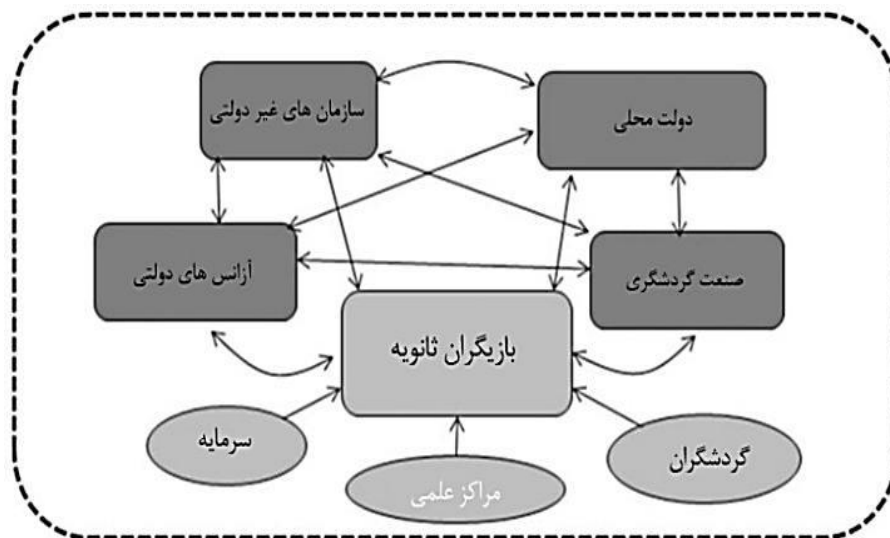 سازمان های غیر دولتی
دولت محلی
آژانس های دولتی
صنعت گردشگری
بازیگران ثانویه
سرمایه
گردشگران
مراکز علمی